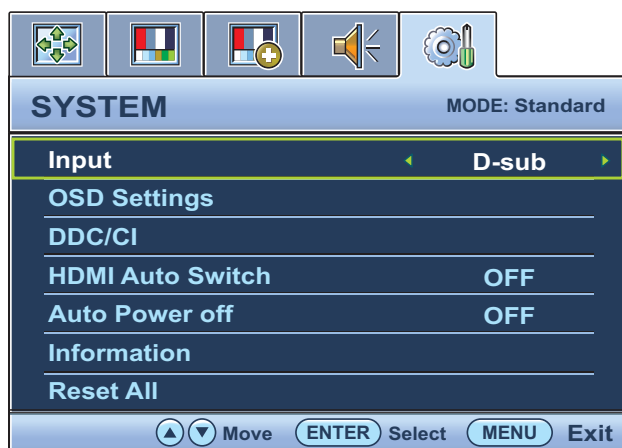 SYSTEM MODE: Standard
Input D-sub
OSD Settings
DDC/CI
HDMI Auto Switch OFF
Auto Power off OFF
Information
Reset All
Move ENTER Select MENU Exit